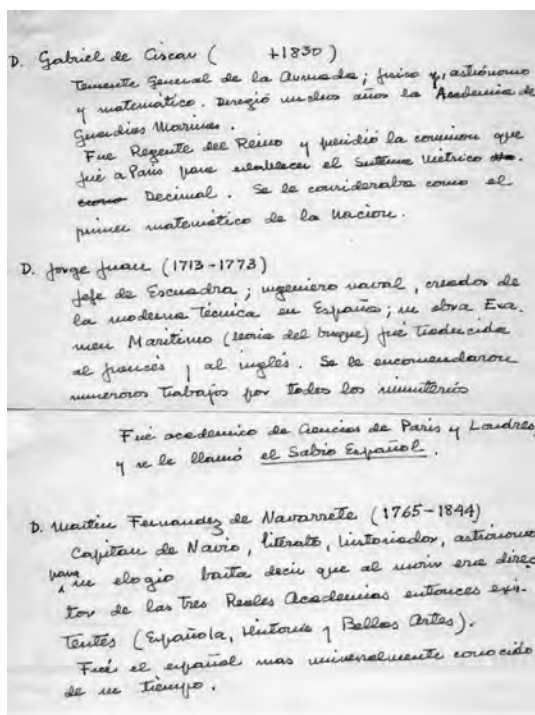 D. Gabriel de Ciscar ( +1830)
Teniente General de la Armada; físico y, astrónomo
y matemático. Dirigió muchos años la Academia de
Guardias Marinas.
Fue Regente del Reino y presidió la comision que
fué a Paris para establecer el Sistema Métrico
Decimal. Se le consideraba como el
primer matemático de la Nacion.
D. Jorge Juan (1713-1773)
Jefe de Escuadra; ingeniero naval, creador de
la moderna Técnica en España; su obra Exa-
men Maritimo (teoria del buque) fué traducida
al francés y al inglés. Se le encomendaron
numerosos trabajos por todos los ministerios
Fué academico de Ciencias de Paris y Londres,
y se le llamó el Sabio Español.
D. Martin Fernandez de Navarrete (1765-1844)
Capitan de Navio, literato, historiador, astrónomo
para su elogio basta decir que al morir era direc
tor de las tres Reales Academias entonces exis
tentes (Española, Historia y Bellas Artes).
Fué el español mas universalmente conocido
de su tiempo.